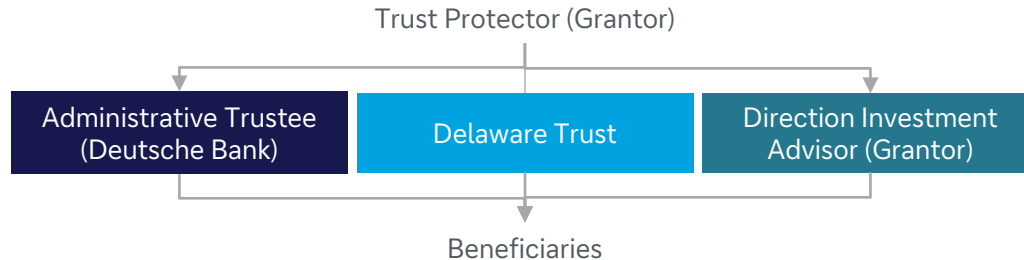 Trust Protector (Grantor)
Administrative Trustee
(Deutsche Bank)
Delaware Trust
Direction Investment
Advisor (Grantor)
Beneficiaries